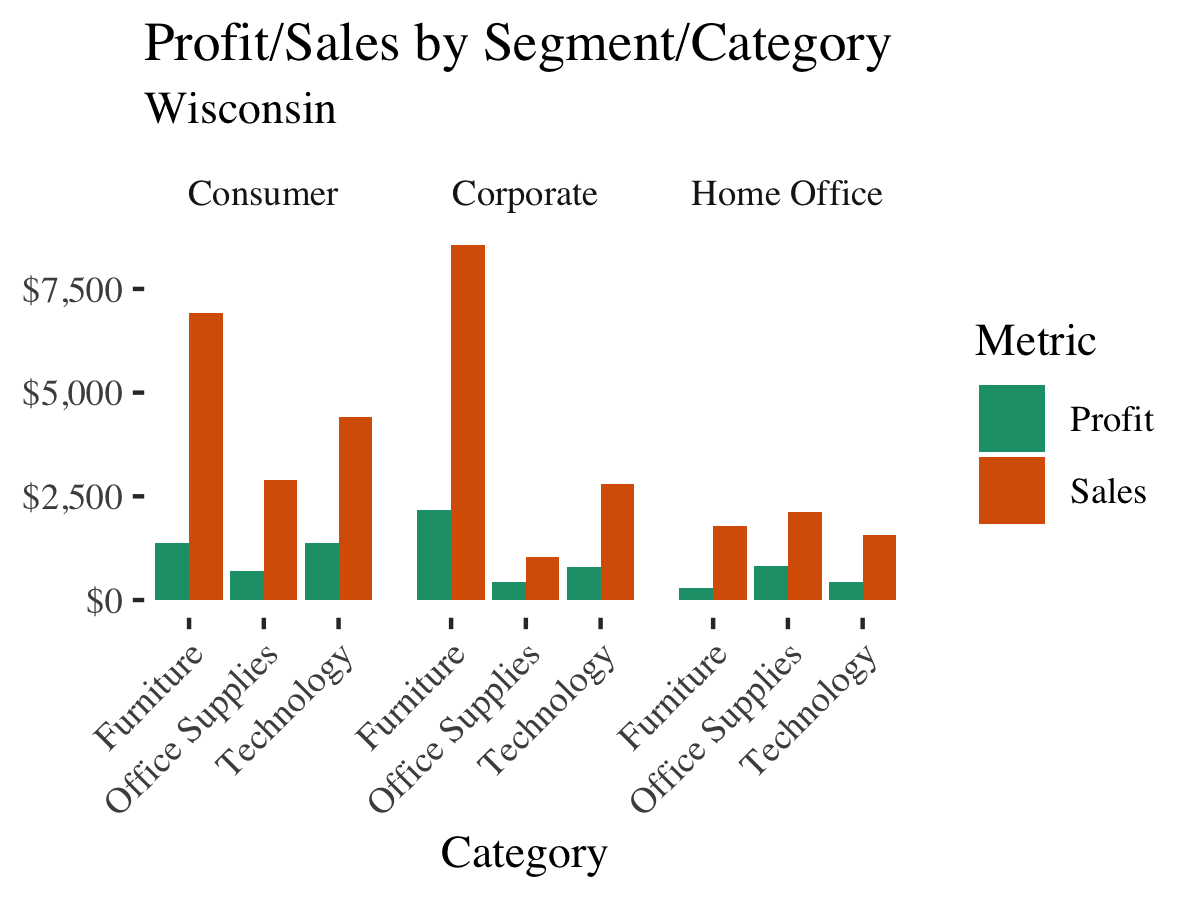 Profit/Sales by Segment/Category
Wisconsin
Consumer
Corporate
Home Office
$7,500
$5,000
$2,500
$0
Furniture
Office Supplies
Technology
Furniture
Office Supplies
Technology
Furniture
Office Supplies
Technology
Category
Metric
Profit
Sales